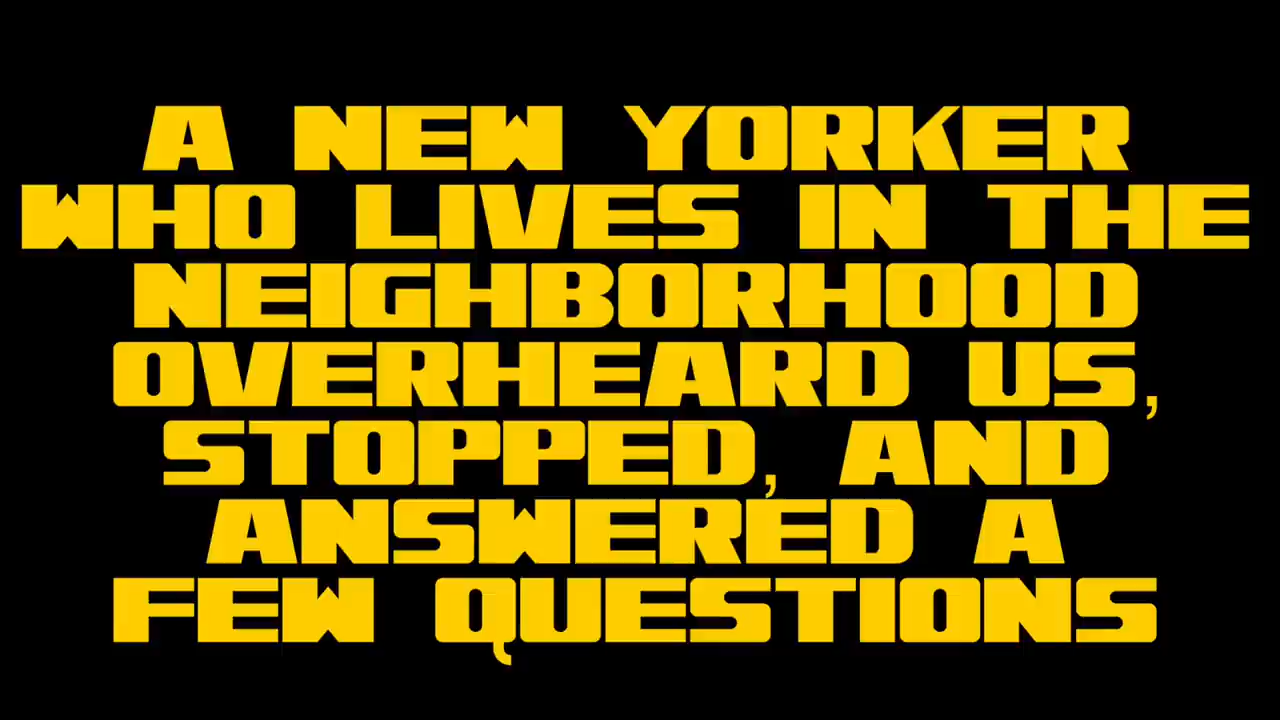 A NEW YORKER
WHO LIVES IN THE
NEIGHBORHOOD
OVERHEARD US,
STOPPED, AND
ANSWERED A
FEW QUESTIONS